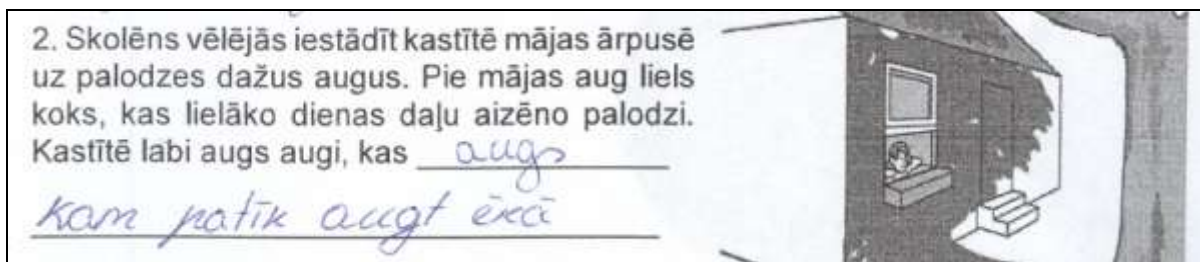 2. Skolēns vēlējās iestādīt kastītē mājas ārpusē
uz palodzes dažus augus. Pie mājas aug liels
koks, kas lielāko dienas daļu aizēno palodzi.
Kastītē labi augs augi, kas augs
kam patīk augt ēnā